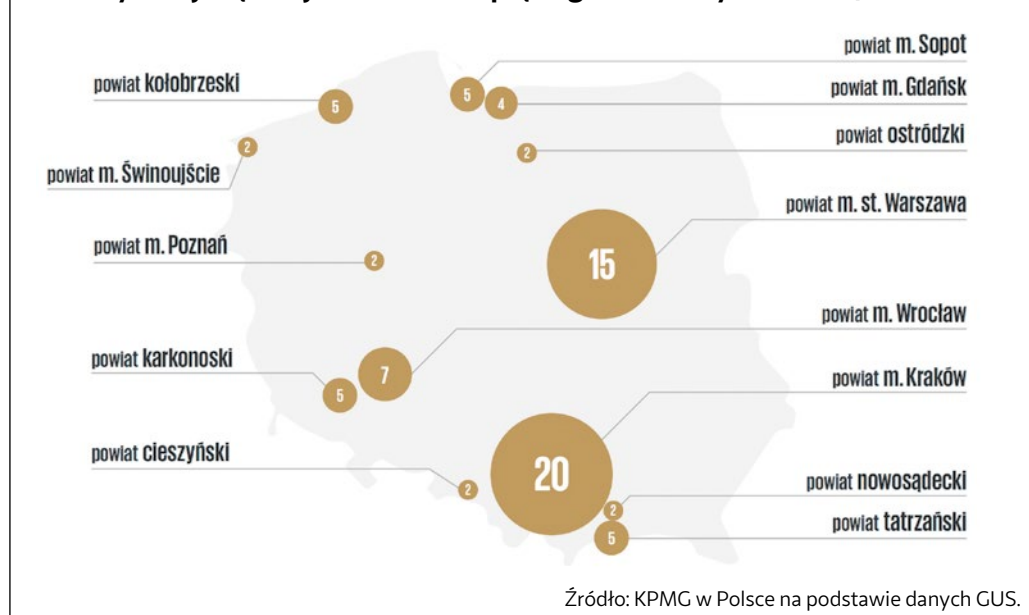 powiat m. Sopot
powiat kołobrzeski
5
5
4
powiat m. Gdańsk
2
2
powiat ostródzki
powiat m. Świnoujście
powiat m. st. Warszawa
15
powiat m. Poznań
2
powiat m. Wrocław
powiat karkonoski
7
5
powiat m. Kraków
powiat cieszyński
20
2
powiat nowosądecki
2
powiat tatrzański
5
Źródło: KPMG w Polsce na podstawie danych GUS.